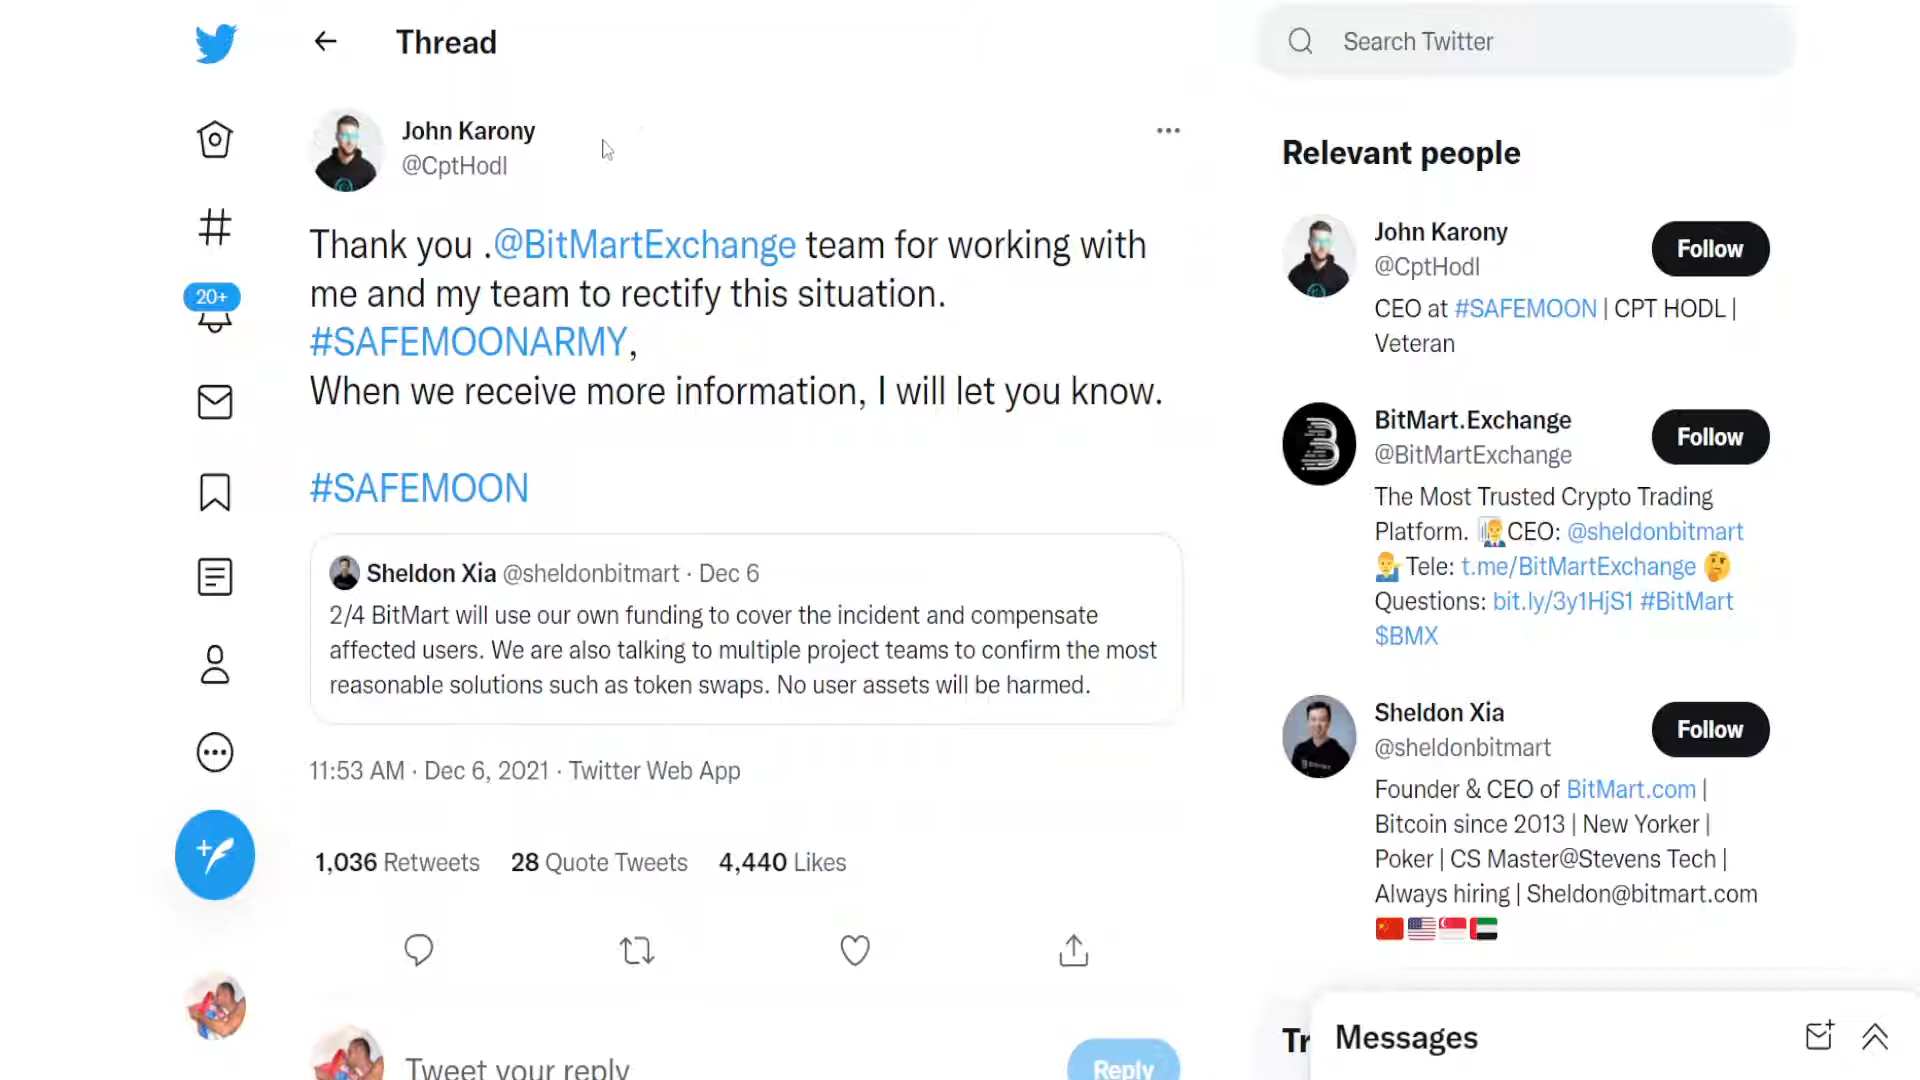 Thread
Search Twitter
John Karony
@CptHodl
Thank you .@BitMartExchange team for working with
me and my team to rectify this situation.
#SAFEMOONARMY,
When we receive more information, I will let you know.
#SAFEMOON
Sheldon Xia @sheldonbitmart · Dec 6
2/4 BitMart will use our own funding to cover the incident and compensate
affected users. We are also talking to multiple project teams to confirm the most
reasonable solutions such as token swaps. No user assets will be harmed.
11:53 AM · Dec 6, 2021 · Twitter Web App
1,036 Retweets 28 Quote Tweets 4,440 Likes
Tweet your reply
Reply
20+
Relevant people
John Karony
@CptHodl
Follow
CEO at #SAFEMOON | CPT HODL |
Veteran
BitMart.Exchange
@BitMartExchange
Follow
The Most Trusted Crypto Trading
Platform. CEO: @sheldonbitmart
Tele: t.me/BitMartExchange
Questions: bit.ly/3y1HjS1 #BitMart
$BMX
Sheldon Xia
@sheldonbitmart
Follow
Founder & CEO of BitMart.com |
Bitcoin since 2013 | New Yorker |
Poker | CS Master@Stevens Tech |
Always hiring | Sheldon@bitmart.com
Tr
Messages